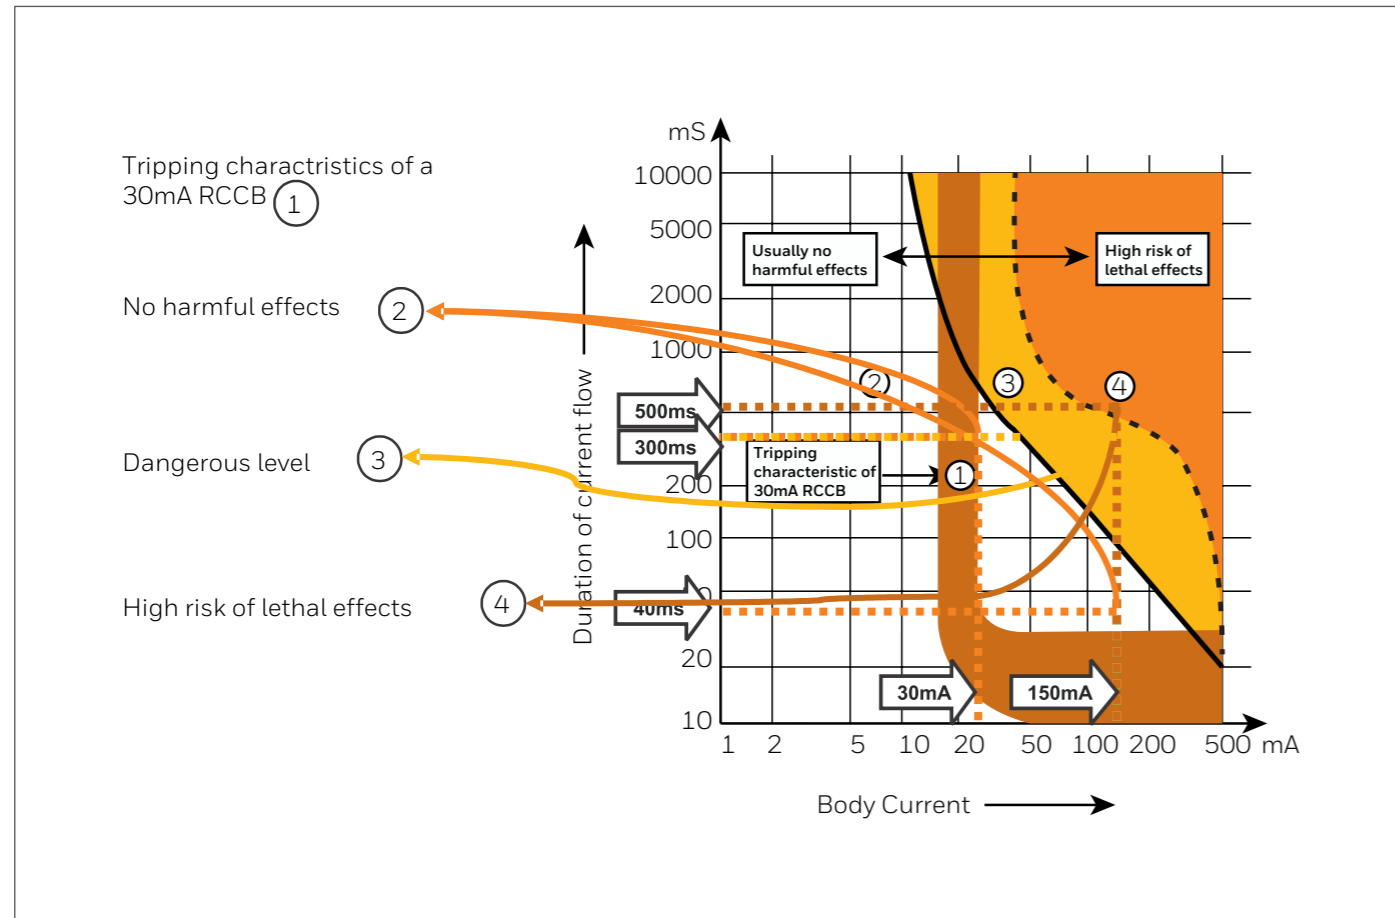 Tripping charactristics of a
30mA RCCB 1
No harmful effects 2
Dangerous level 3
High risk of lethal effects 4
Duration of current flow
mS
10000
5000
2000
1000
500ms
300ms
200
100
0
40ms
20
10
Usually no
harmful effects
High risk of
lethal effects
2
3
4
Tripping
characteristic of
30mA RCCB
1
30mA
150mA
1 2 5 10 20 50 100 200 500 mA
Body Current